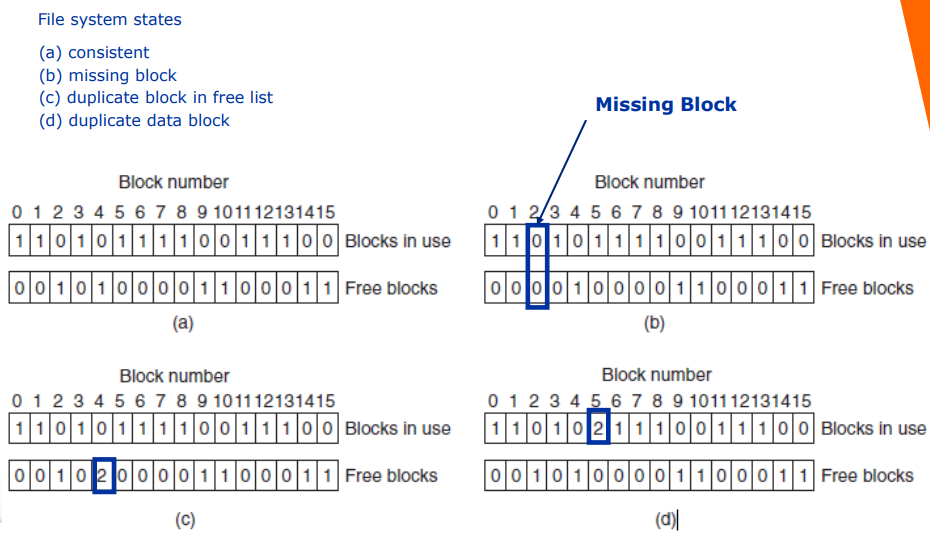 File system states
(a) consistent
(b) missing block
(c) duplicate block in free list
(d) duplicate data block
Missing Block
Block number
0 1 2 3 4 5 6 7 8 9 10 11 12 13 14 15
1 1 0 1 0 1 1 1 1 0 0 1 1 1 0 0 Blocks in use
0 0 1 0 1 0 0 0 0 1 1 0 0 0 1 1 Free blocks
(a)
Block number
0 1 2 3 4 5 6 7 8 9 10 11 12 13 14 15
1 1 0 1 0 1 1 1 1 0 0 1 1 1 0 0 Blocks in use
0 0 0 0 1 0 0 0 0 1 1 0 0 0 1 1 Free blocks
(b)
Block number
0 1 2 3 4 5 6 7 8 9 10 11 12 13 14 15
1 1 0 1 0 1 1 1 1 0 0 1 1 1 0 0 Blocks in use
0 0 1 0 2 0 0 0 0 1 1 0 0 0 1 1 Free blocks
(c)
Block number
0 1 2 3 4 5 6 7 8 9 10 11 12 13 14 15
1 1 0 1 0 2 1 1 1 0 0 1 1 1 0 0 Blocks in use
0 0 1 0 1 0 0 0 0 1 1 0 0 0 1 1 Free blocks
(d)